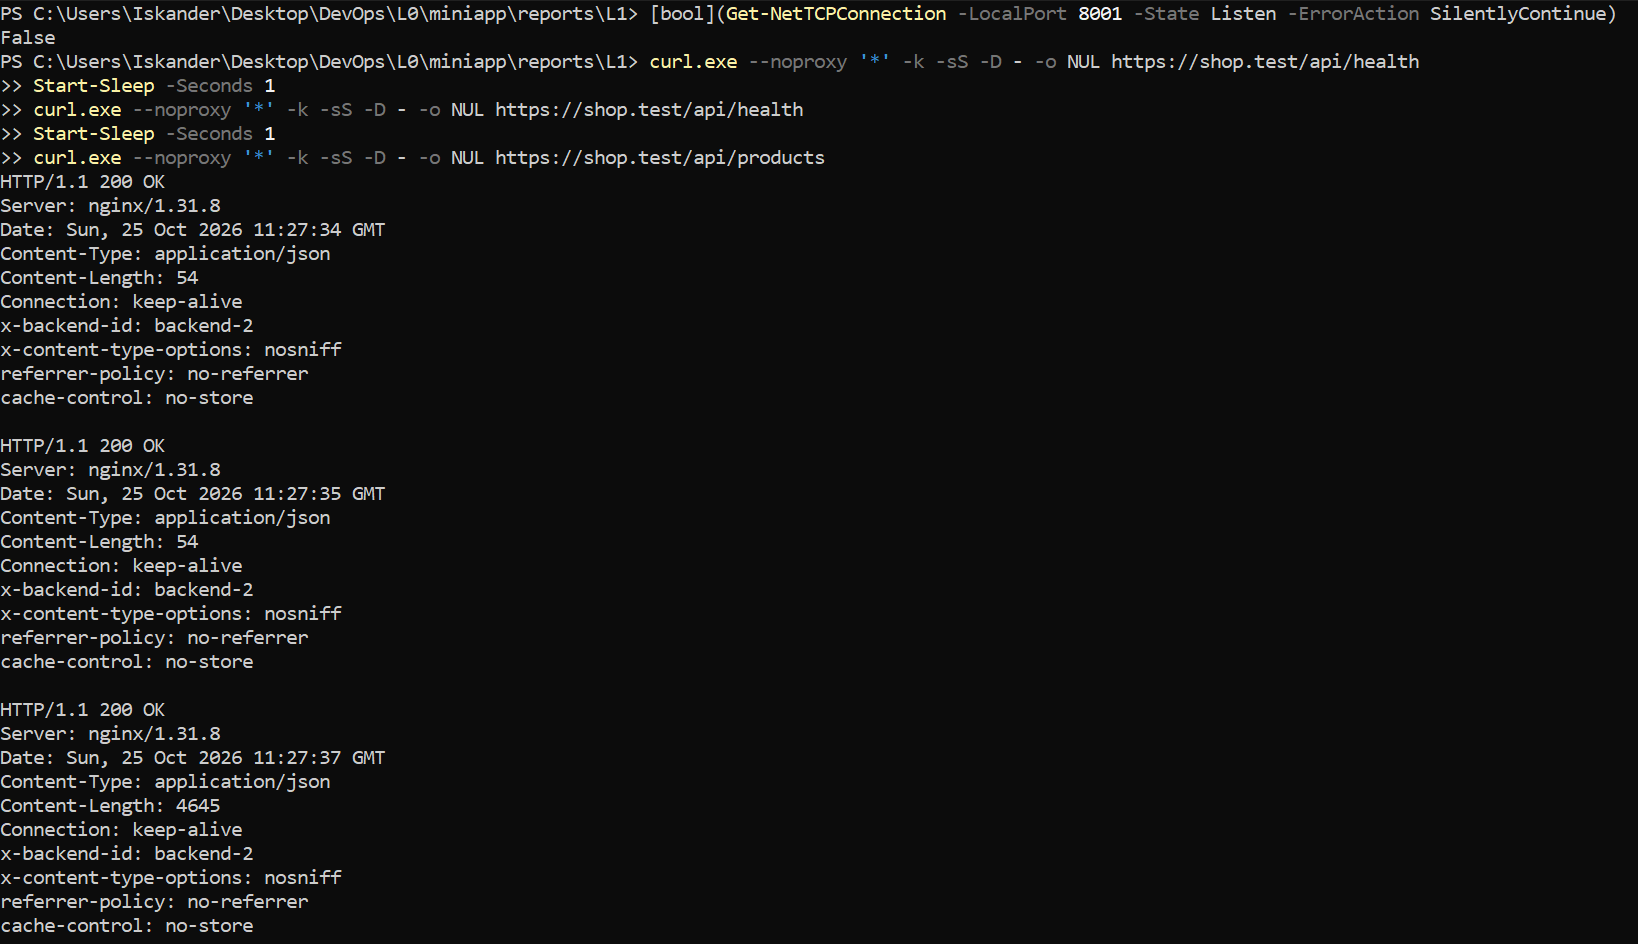 PS C:\Users\Iskander\Desktop\DevOps\L0\miniapp\reports\L1> [bool](Get-NetTCPConnection -LocalPort 8001 -State Listen -ErrorAction SilentlyContinue)
False
PS C:\Users\Iskander\Desktop\DevOps\L0\miniapp\reports\L1> curl.exe --noproxy '*' -k -sS -D - -o NUL https://shop.test/api/health
>> Start-Sleep -Seconds 1
>> curl.exe --noproxy '*' -k -sS -D - -o NUL https://shop.test/api/health
>> Start-Sleep -Seconds 1
>> curl.exe --noproxy '*' -k -sS -D - -o NUL https://shop.test/api/products
HTTP/1.1 200 OK
Server: nginx/1.31.8
Date: Sun, 25 Oct 2026 11:27:34 GMT
Content-Type: application/json
Content-Length: 54
Connection: keep-alive
x-backend-id: backend-2
x-content-type-options: nosniff
referrer-policy: no-referrer
cache-control: no-store

HTTP/1.1 200 OK
Server: nginx/1.31.8
Date: Sun, 25 Oct 2026 11:27:35 GMT
Content-Type: application/json
Content-Length: 54
Connection: keep-alive
x-backend-id: backend-2
x-content-type-options: nosniff
referrer-policy: no-referrer
cache-control: no-store

HTTP/1.1 200 OK
Server: nginx/1.31.8
Date: Sun, 25 Oct 2026 11:27:37 GMT
Content-Type: application/json
Content-Length: 4645
Connection: keep-alive
x-backend-id: backend-2
x-content-type-options: nosniff
referrer-policy: no-referrer
cache-control: no-store